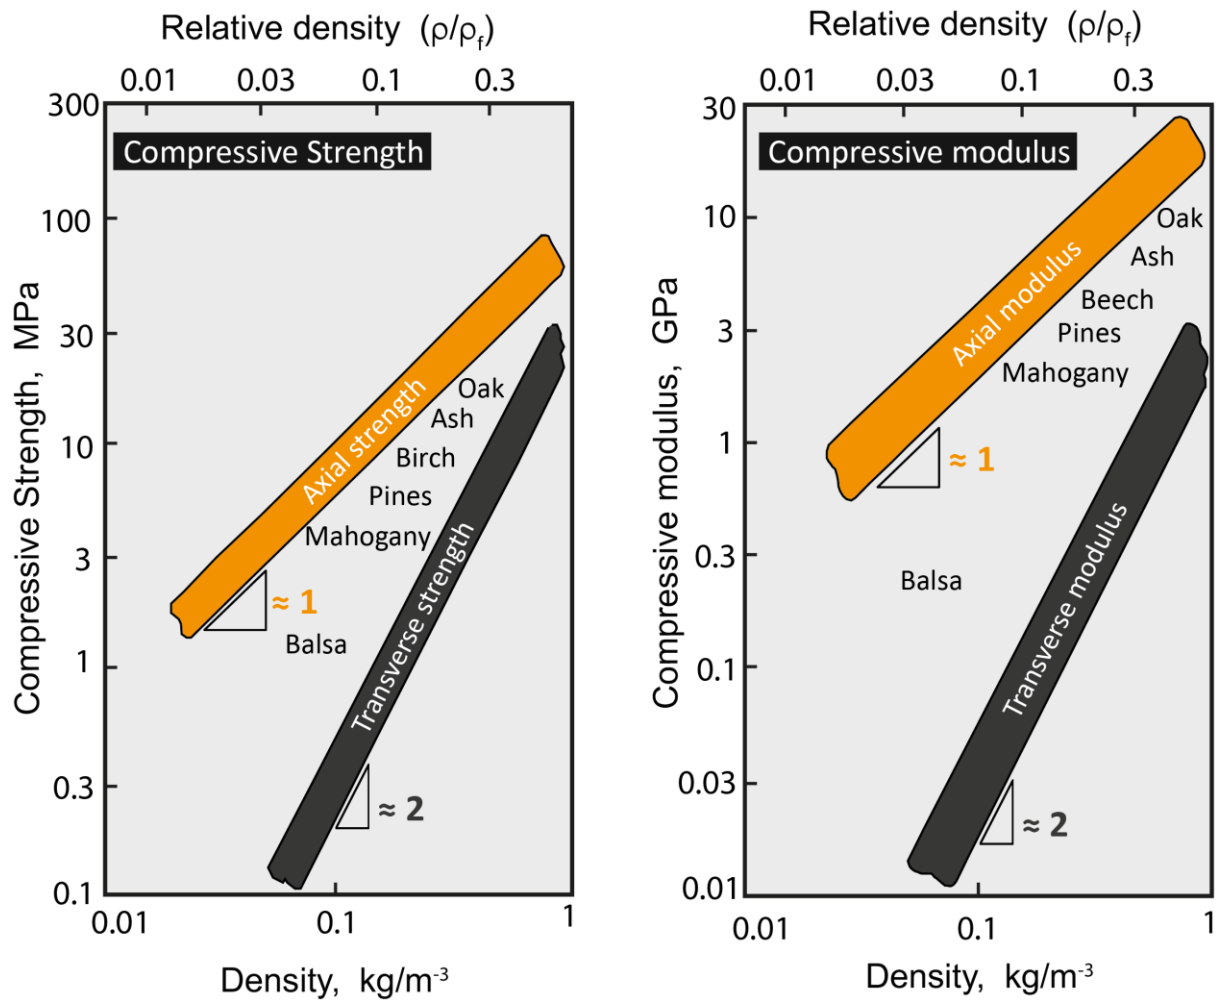 Relative density (ρ/ρf)
0.01 0.03 0.1 0.3
Compressive Strength
300
100
30
10
3
1
0.3
0.1
Compressive Strength, MPa
Axial strength
Transverse strength
Oak
Ash
Birch
Pines
Mahogany
Balsa
≈ 1
≈ 2
0.01 0.1 1
Density, kg/m-3
Relative density (ρ/ρf)
0.01 0.03 0.1 0.3
Compressive modulus
30
10
3
1
0.3
0.1
0.03
0.01
Compressive modulus, GPa
Axial modulus
Transverse modulus
Oak
Ash
Beech
Pines
Mahogany
Balsa
≈ 1
≈ 2
0.01 0.1 1
Density, kg/m-3